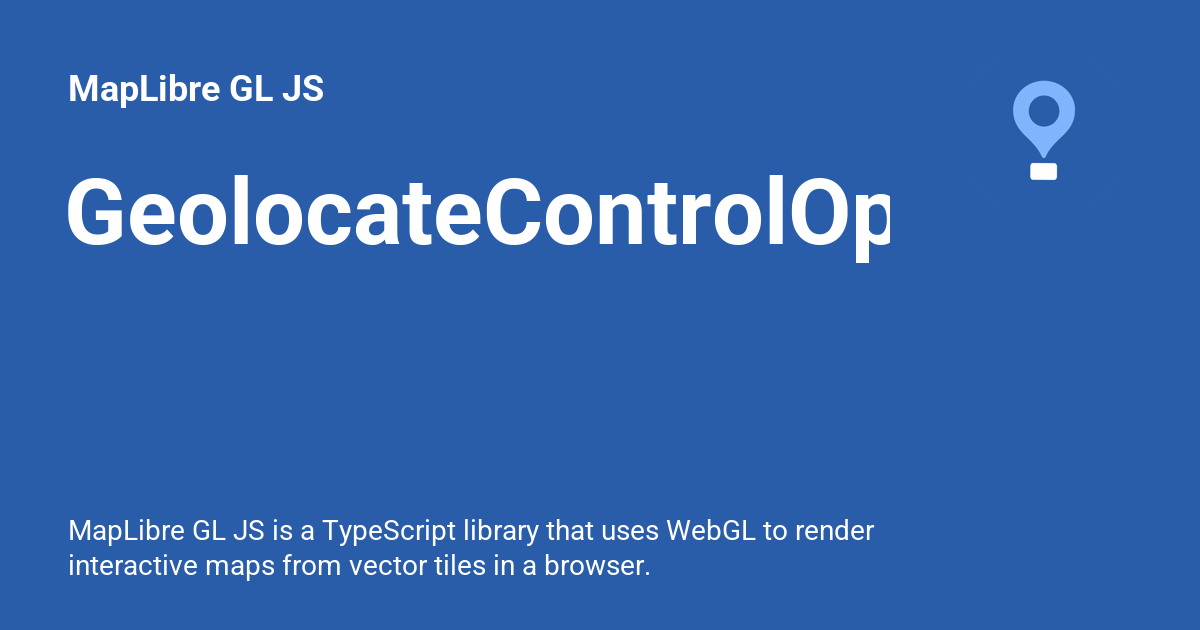 MapLibre GL JS
GeolocateControlOp
MapLibre GL JS is a TypeScript library that uses WebGL to render
interactive maps from vector tiles in a browser.